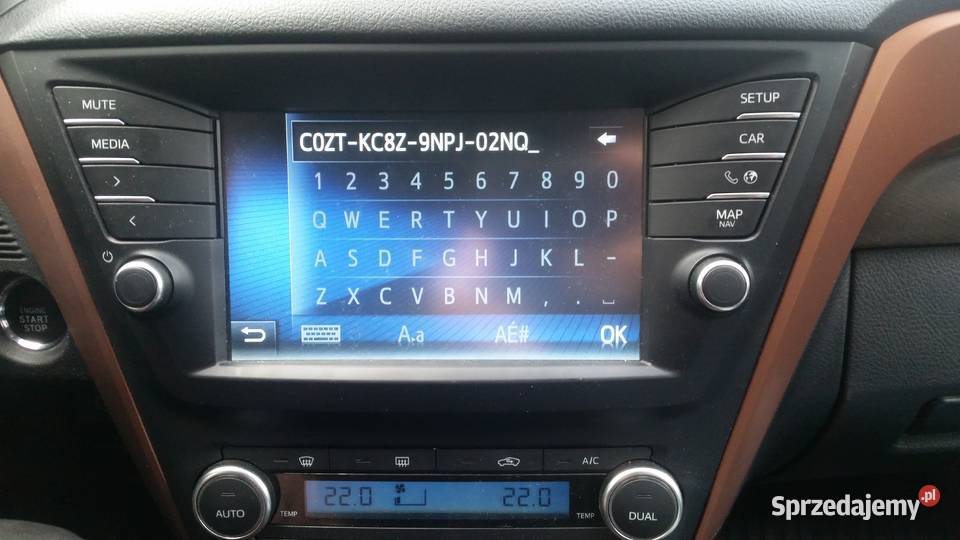 MUTE
MEDIA
>
<
SETUP
CAR
MAP
NAV
C0ZT-KC8Z-9NPJ-02NQ_
1 2 3 4 5 6 7 8 9 0
Q W E R T Y U I O P
A S D F G H J K L -
Z X C V B N M , . ⎵
A.a AÉ# OK
ENGINE
START
STOP
A/C
22.0 22.0
AUTO
TEMP
TEMP
DUAL
Sprzedajemy.pl